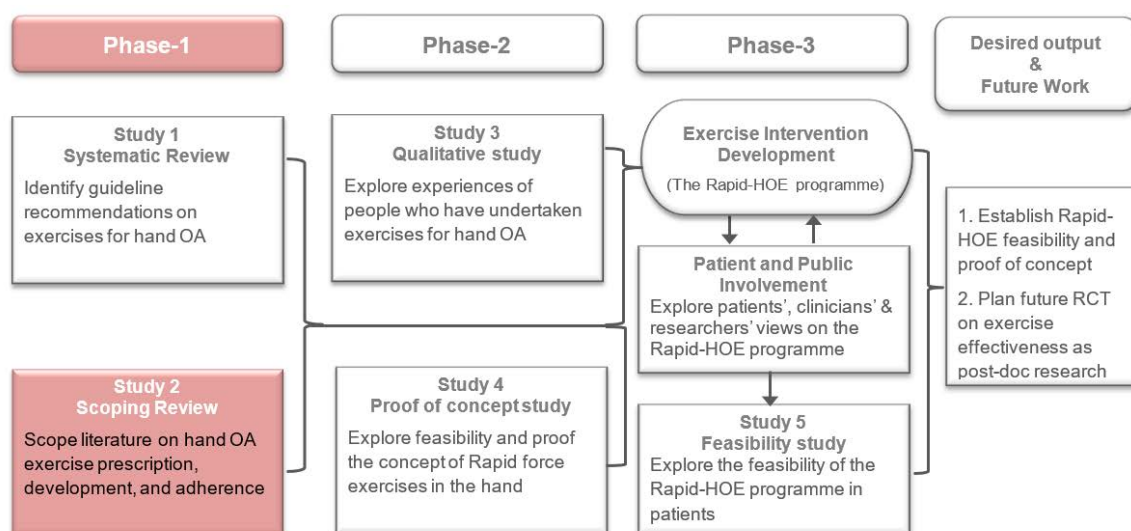 Phase-1
Phase-2
Phase-3
Desired output
&
Future Work
Study 1
Systematic Review
Identify guideline
recommendations on
exercises for hand OA
Study 2
Scoping Review
Scope literature on hand OA
exercise prescription,
development, and adherence
Study 3
Qualitative study
Explore experiences of
people who have undertaken
exercises for hand OA
Study 4
Proof of concept study
Explore feasibility and proof
the concept of Rapid force
exercises in the hand
Exercise Intervention
Development
(The Rapid-HOE programme)
Patient and Public
Involvement
Explore patients', clinicians' &
researchers' views on the
Rapid-HOE programme
Study 5
Feasibility study
Explore the feasibility of the
Rapid-HOE programme in
patients
1. Establish Rapid-
HOE feasibility and
proof of concept
2. Plan future RCT
on exercise
effectiveness as
post-doc research